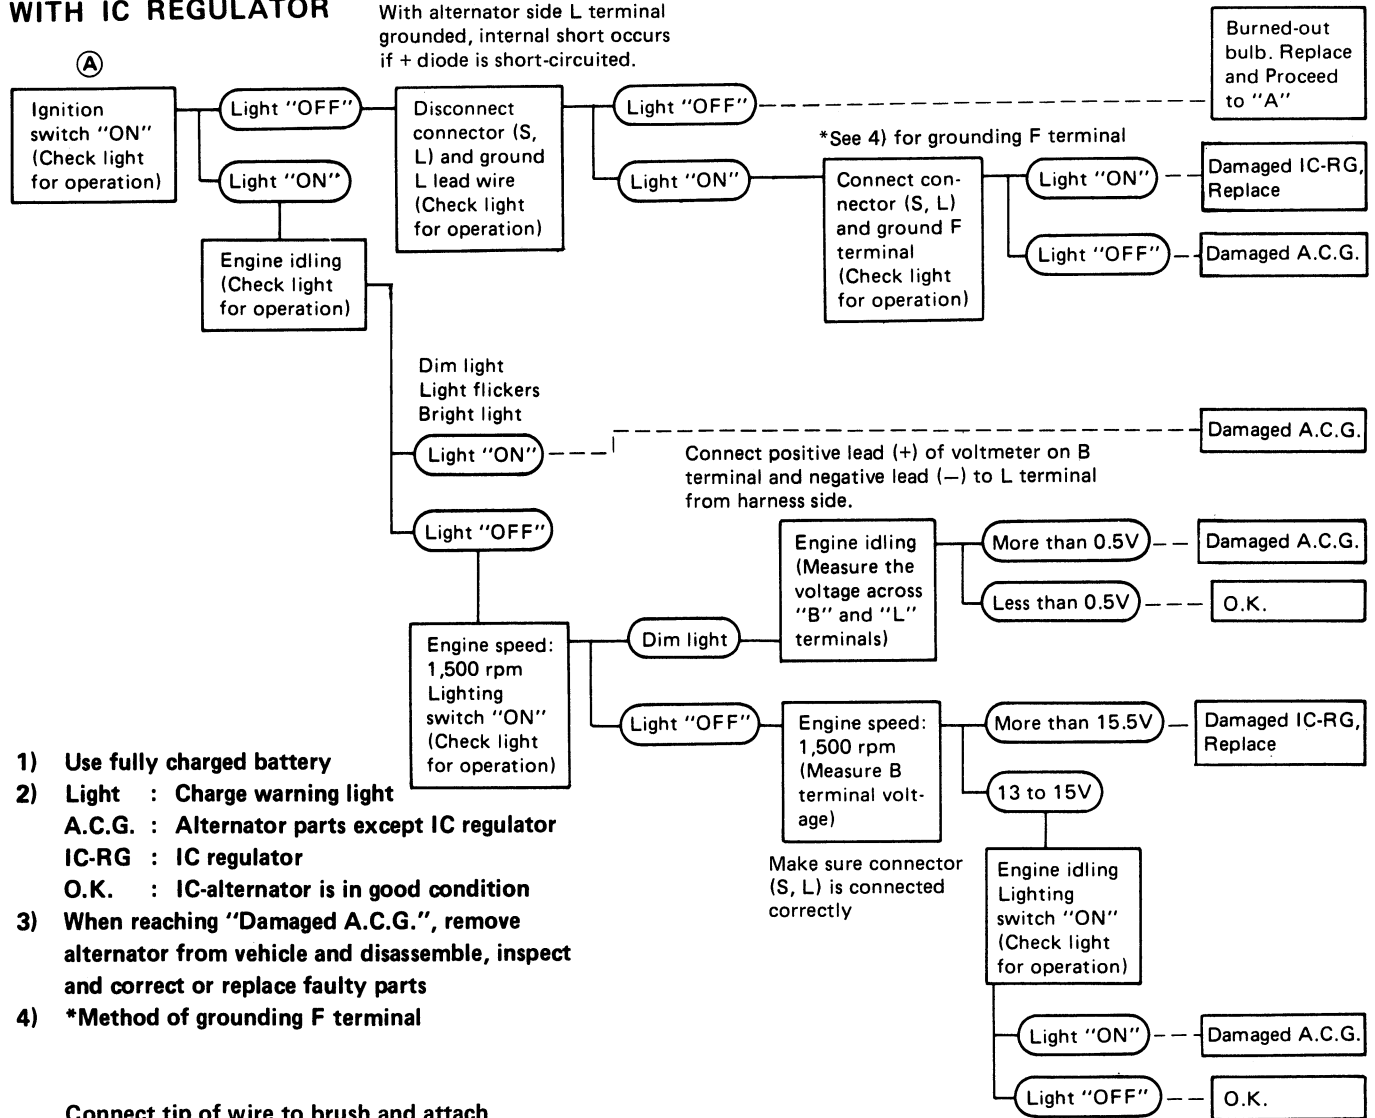 WITH IC REGULATOR
With alternator side L terminal
grounded, internal short occurs
if + diode is short-circuited.
A
Ignition
switch "ON"
(Check light
for operation)
Light "OFF"
Light "ON"
Disconnect
connector (S,
L) and ground
L lead wire
(Check light
for operation)
Light "OFF"
Burned-out
bulb. Replace
and Proceed
to "A"
Light "ON"
*See 4) for grounding F terminal
Connect con-
nector (S, L)
and ground F
terminal
(Check light
for operation)
Light "ON"
Damaged IC-RG,
Replace
Light "OFF"
Damaged A.C.G.
Engine idling
(Check light
for operation)
Dim light
Light flickers
Bright light
Light "ON"
Damaged A.C.G.
Light "OFF"
Connect positive lead (+) of voltmeter on B
terminal and negative lead (−) to L terminal
from harness side.
Engine speed:
1,500 rpm
Lighting
switch "ON"
(Check light
for operation)
Dim light
Engine idling
(Measure the
voltage across
"B" and "L"
terminals)
More than 0.5V
Damaged A.C.G.
Less than 0.5V
O.K.
Light "OFF"
Engine speed:
1,500 rpm
(Measure B
terminal volt-
age)
Make sure connector
(S, L) is connected
correctly
More than 15.5V
Damaged IC-RG,
Replace
13 to 15V
Engine idling
Lighting
switch "ON"
(Check light
for operation)
Light "ON"
Damaged A.C.G.
Light "OFF"
O.K.
1) Use fully charged battery
2) Light : Charge warning light
A.C.G. : Alternator parts except IC regulator
IC-RG : IC regulator
O.K. : IC-alternator is in good condition
3) When reaching "Damaged A.C.G.", remove
alternator from vehicle and disassemble, inspect
and correct or replace faulty parts
4) *Method of grounding F terminal
Connect tip of wire to brush and attach